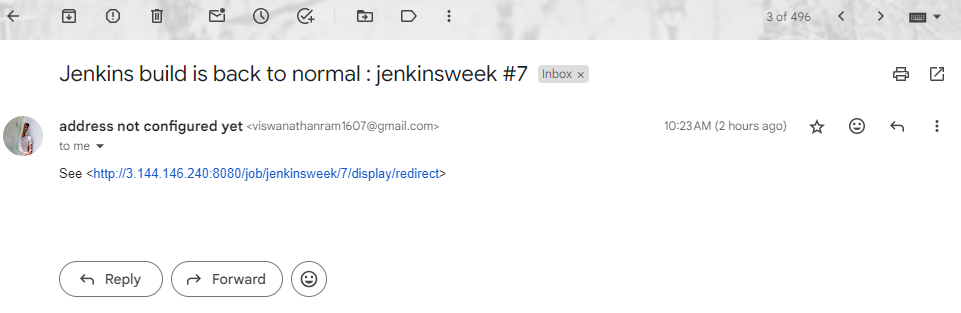 3 of 496
Jenkins build is back to normal : jenkinsweek #7 Inbox ×
address not configured yet <viswanathanram1607@gmail.com> 10:23 AM (2 hours ago)
to me
See <http://3.144.146.240:8080/job/jenkinsweek/7/display/redirect>
Reply Forward